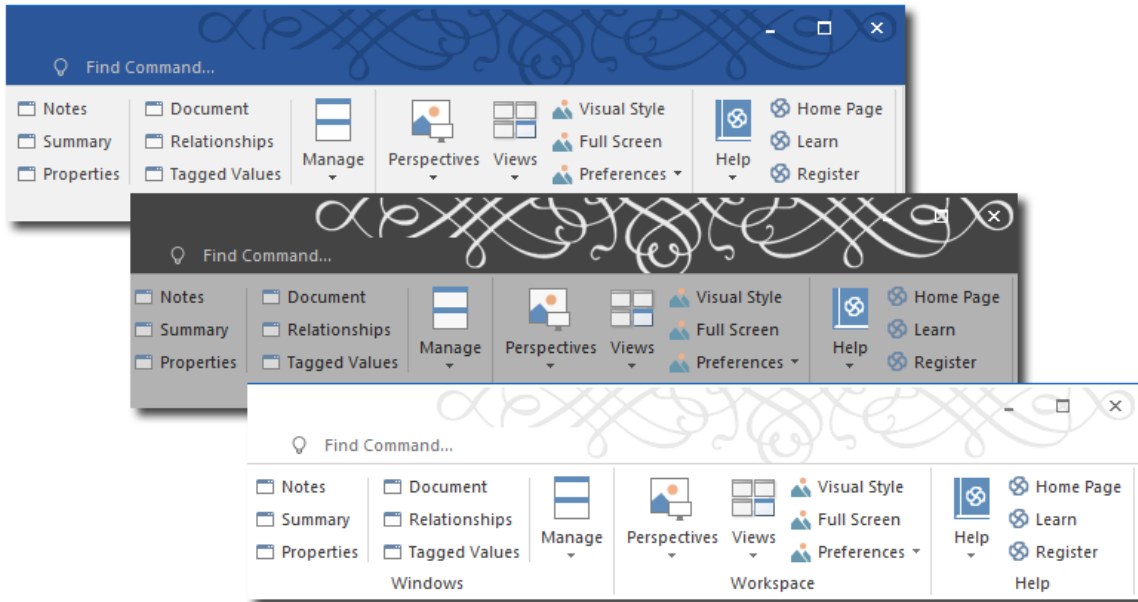 Find Command...
Notes Document Visual Style Home Page
Summary Relationships Full Screen Learn
Manage Perspectives Views Help
Properties Tagged Values Preferences Register
Find Command...
Notes Document Visual Style Home Page
Summary Relationships Full Screen Learn
Manage Perspectives Views Help
Properties Tagged Values Preferences Register
Find Command...
Notes Document Visual Style Home Page
Summary Relationships Full Screen Learn
Manage Perspectives Views Help
Properties Tagged Values Preferences Register
Windows Workspace Help